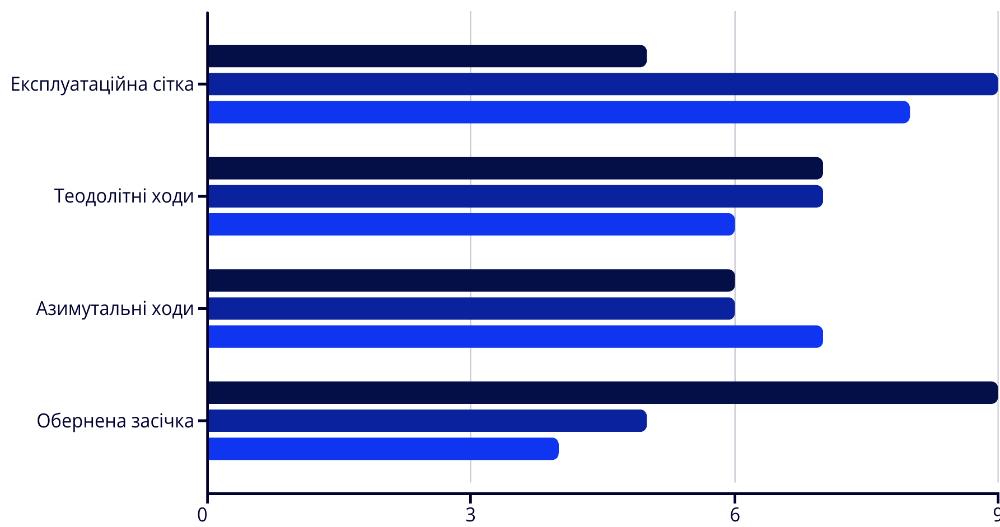 Експлуатаційна сітка
Теодолітні ходи
Азимутальні ходи
Обернена засічка
0 3 6 9